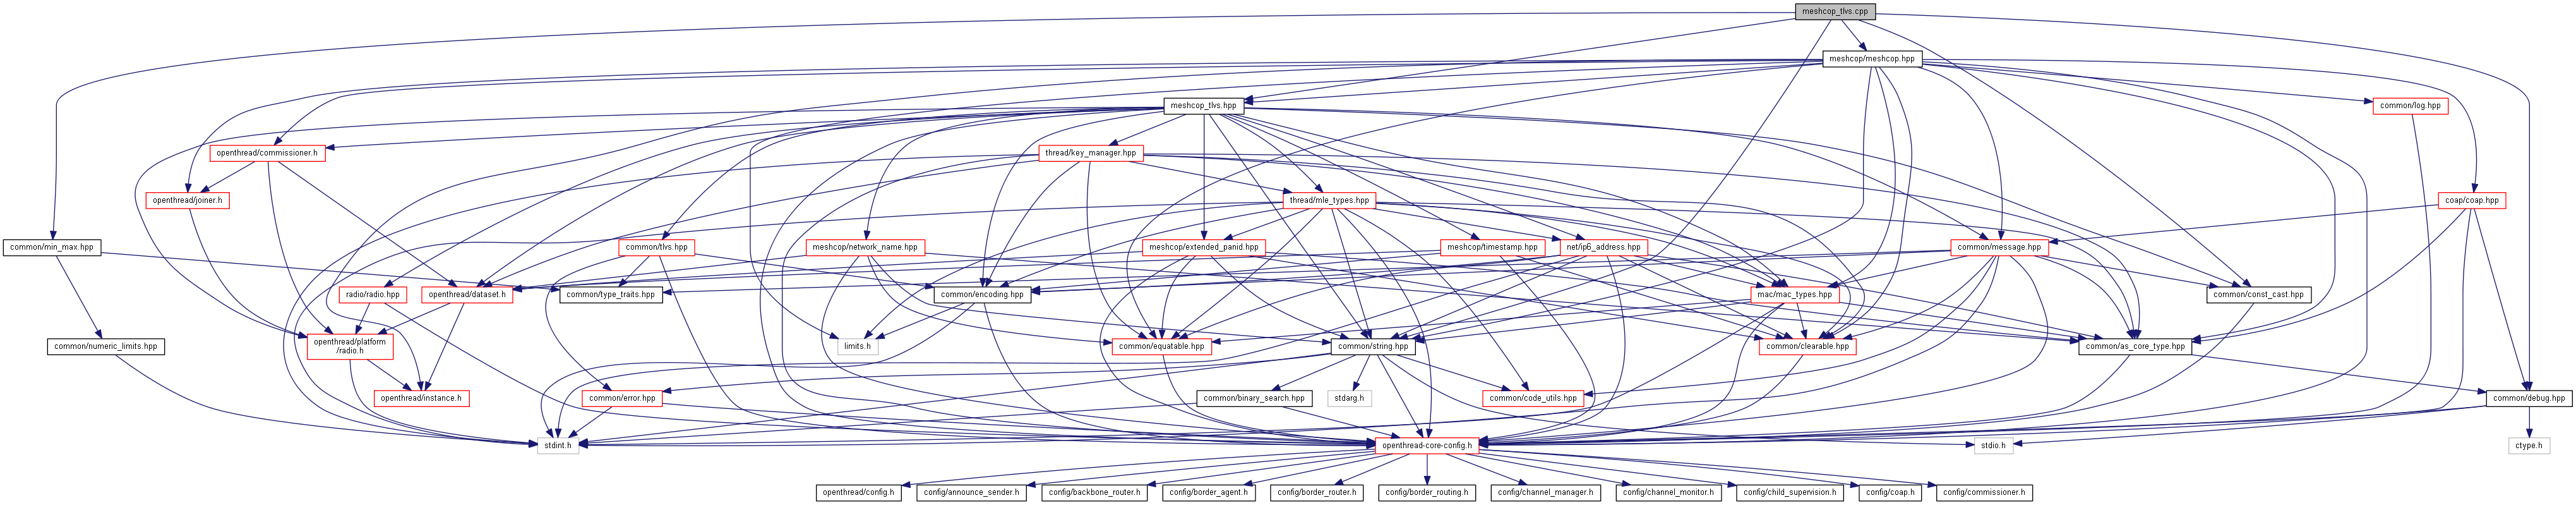 meshcop_tlvs.cpp
meshcop/meshcop.hpp
meshcop_tlvs.hpp
common/log.hpp
openthread/commissioner.h
thread/key_manager.hpp
openthread/joiner.h
thread/mle_types.hpp
coap/coap.hpp
common/min_max.hpp
common/tlvs.hpp
meshcop/network_name.hpp
meshcop/extended_panid.hpp
meshcop/timestamp.hpp
net/ip6_address.hpp
common/message.hpp
radio/radio.hpp
openthread/dataset.h
common/type_traits.hpp
common/encoding.hpp
mac/mac_types.hpp
common/const_cast.hpp
common/numeric_limits.hpp
openthread/platform
/radio.h
limits.h
common/equatable.hpp
common/string.hpp
common/clearable.hpp
common/as_core_type.hpp
openthread/instance.h
common/error.hpp
common/binary_search.hpp
stdarg.h
common/code_utils.hpp
common/debug.hpp
stdint.h
openthread-core-config.h
stdio.h
ctype.h
openthread/config.h
config/announce_sender.h
config/backbone_router.h
config/border_agent.h
config/border_router.h
config/border_routing.h
config/channel_manager.h
config/channel_monitor.h
config/child_supervision.h
config/coap.h
config/commissioner.h